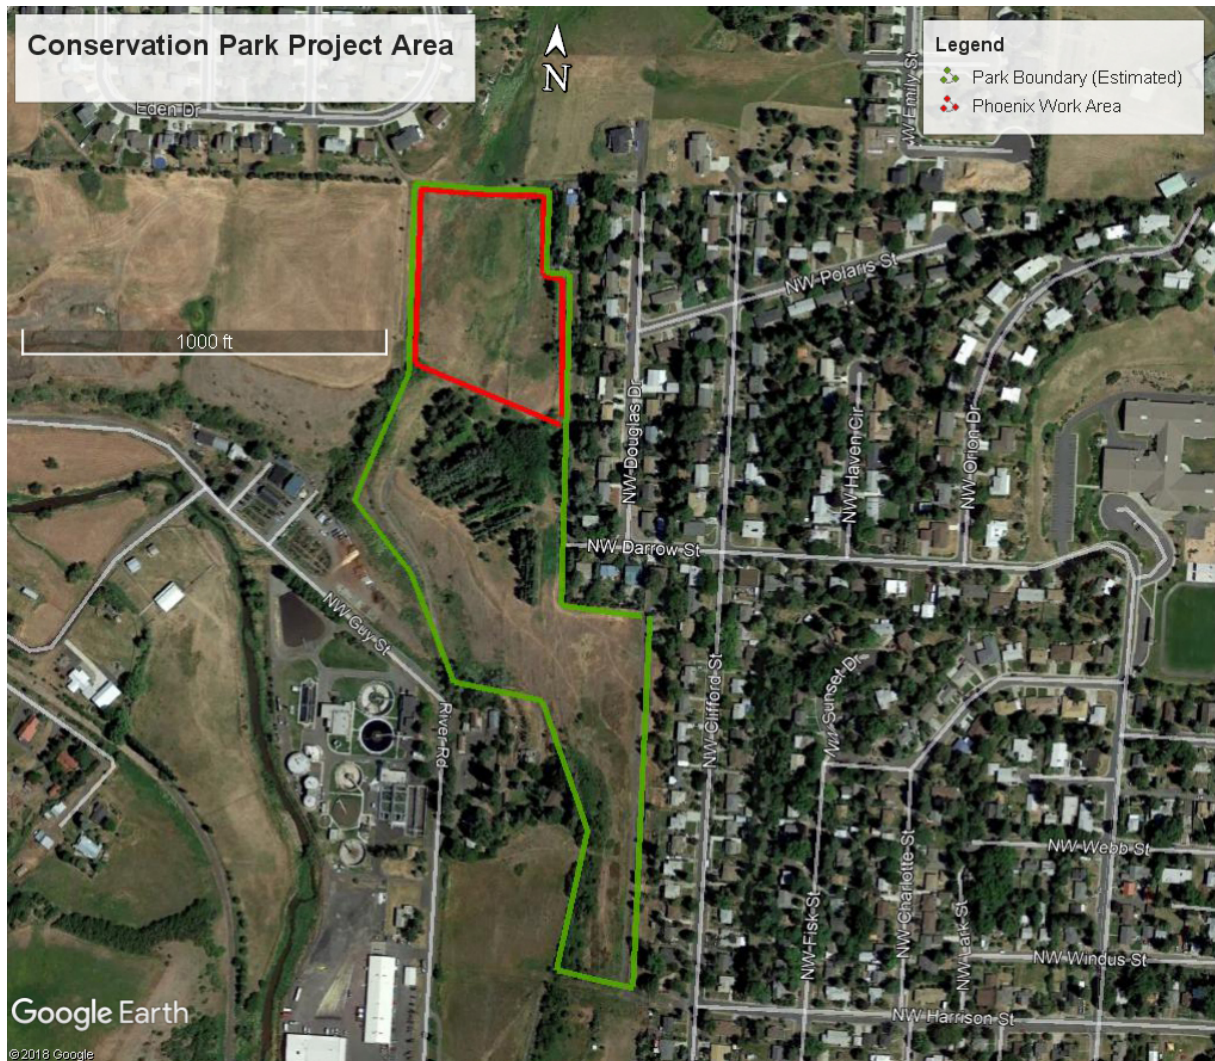 Conservation Park Project Area
N
Legend
Park Boundary (Estimated)
Phoenix Work Area
Eden Dr
W Emily St
NW Polaris St
1000 ft
NW Douglas Dr
NW Haven Cir
NW Orion Dr
NW Darrow St
NW Guy St
River Rd
NW Clifford St
NW Sunset Dr
NW Webb St
NW Fisk St
NW Charlotte St
NW Lark St
NW Windus St
NW Harrison St
Google Earth
©2018 Google